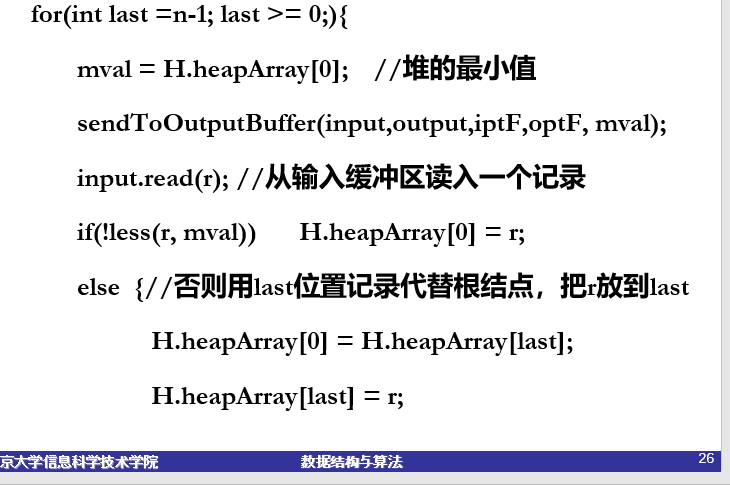 for(int last =n-1; last >= 0;){
mval = H.heapArray[0]; //堆的最小值
sendToOutputBuffer(input,output,iptF,optF, mval);
input.read(r); //从输入缓冲区读入一个记录
if(!less(r, mval)) H.heapArray[0] = r;
else {//否则用last位置记录代替根结点，把r放到last
H.heapArray[0] = H.heapArray[last];
H.heapArray[last] = r;
京大学信息科学技术学院 数据结构与算法 26